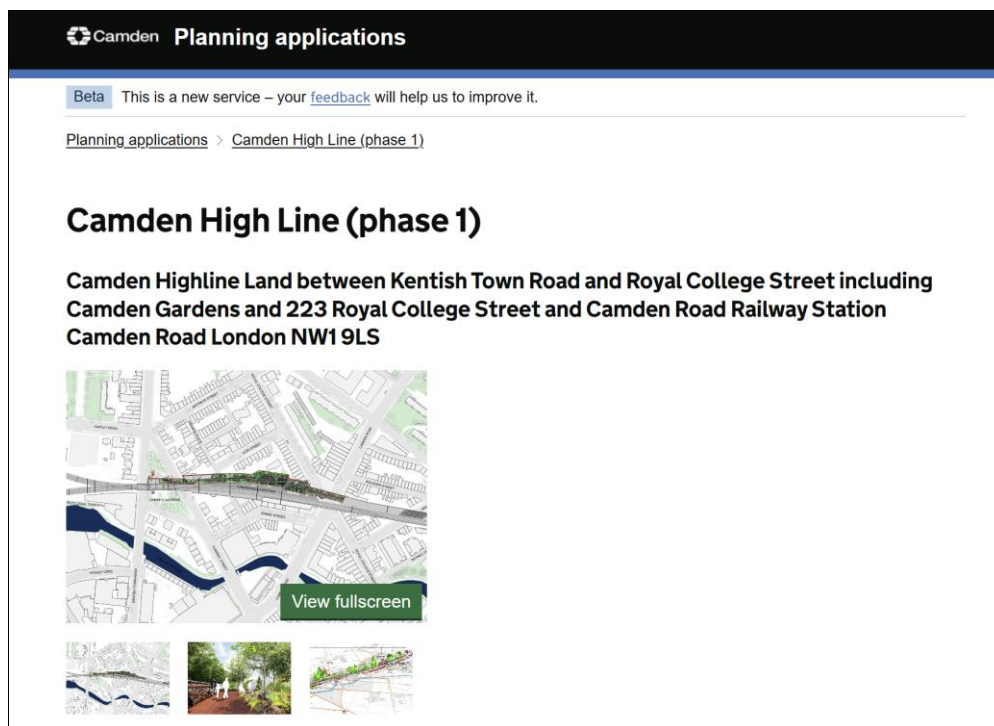 Camden Planning applications
Beta This is a new service – your feedback will help us to improve it.
Planning applications > Camden High Line (phase 1)
Camden High Line (phase 1)
Camden Highline Land between Kentish Town Road and Royal College Street including
Camden Gardens and 223 Royal College Street and Camden Road Railway Station
Camden Road London NW1 9LS
View fullscreen